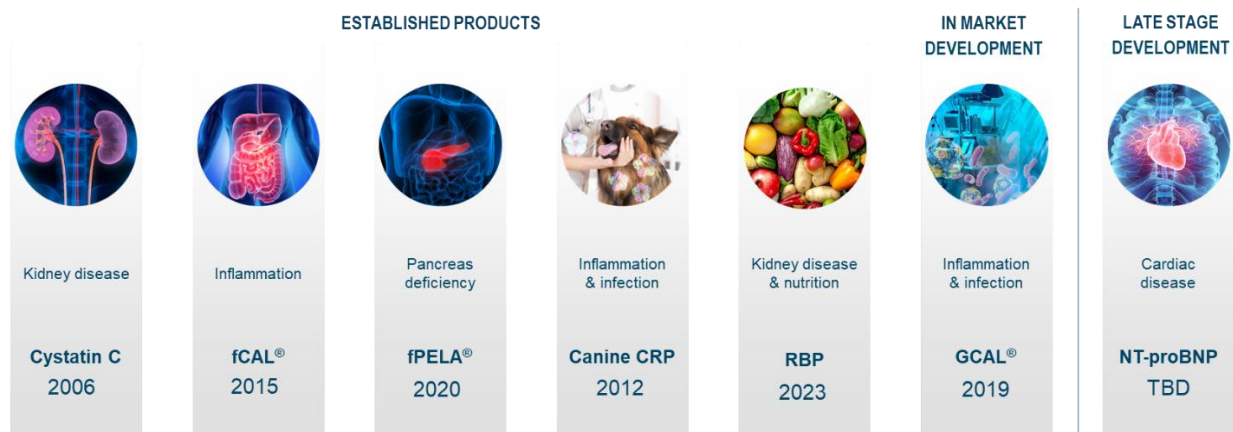 ESTABLISHED PRODUCTS
IN MARKET
DEVELOPMENT
LATE STAGE
DEVELOPMENT
Kidney disease
Cystatin C
2006
Inflammation
fCAL®
2015
Pancreas
deficiency
fPELA®
2020
Inflammation
& infection
Canine CRP
2012
Kidney disease
& nutrition
RBP
2023
Inflammation
& infection
GCAL®
2019
Cardiac
disease
NT-proBNP
TBD